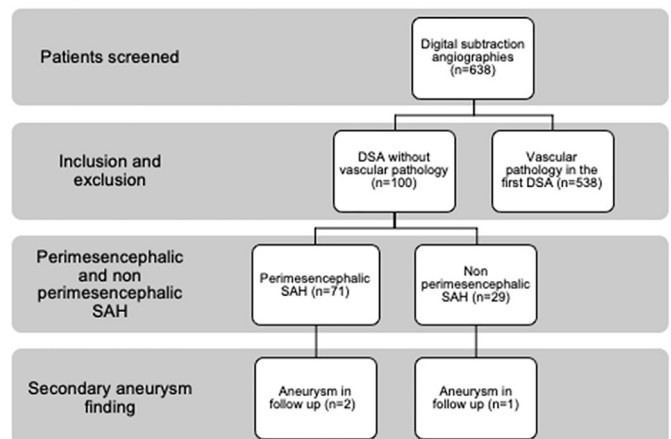 Patients screened
Digital subtraction
angiographies
(n=638)
Inclusion and
exclusion
DSA without
vascular pathology
(n=100)
Vascular
pathology in the
first DSA (n=538)
Perimesencephalic
and non
perimesencephalic
SAH
Perimesencephalic
SAH (n=71)
Non
perimesencephalic
SAH (n=29)
Secondary aneurysm
finding
Aneurysm in
follow up (n=2)
Aneurysm in
follow up (n=1)